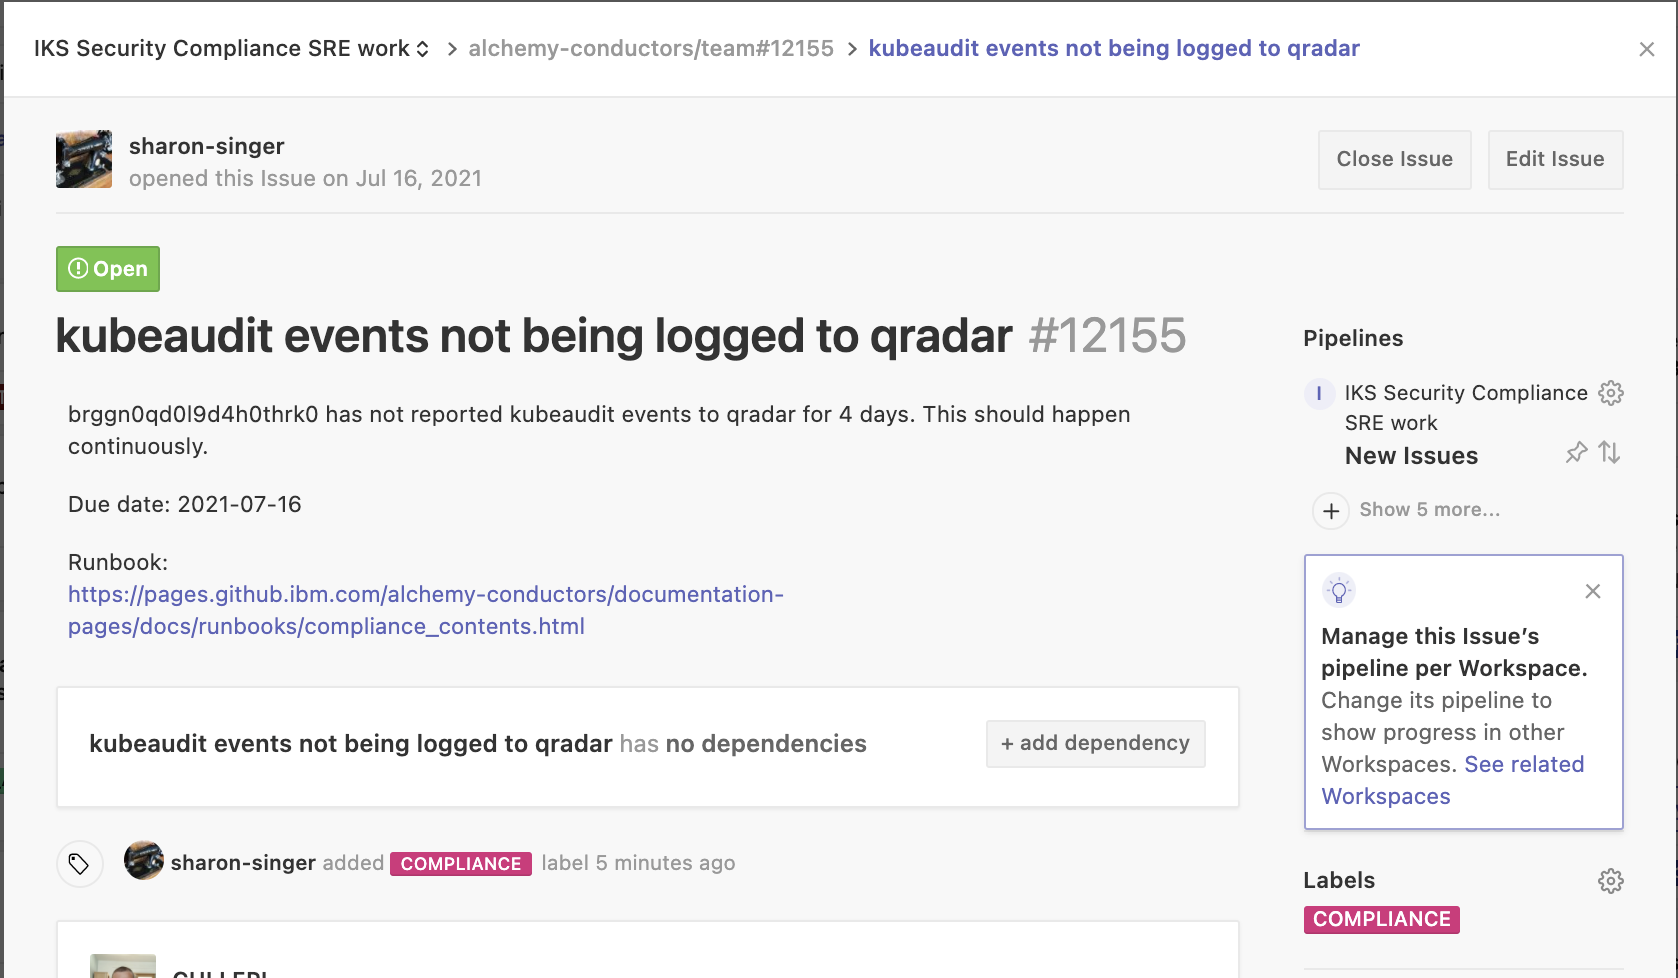 IKS Security Compliance SRE work > alchemy-conductors/team#12155 > kubeaudit events not being logged to qradar
sharon-singer
opened this Issue on Jul 16, 2021
Close Issue
Edit Issue
Open
kubeaudit events not being logged to qradar #12155
brggn0qd0l9d4h0thrk0 has not reported kubeaudit events to qradar for 4 days. This should happen
continuously.
Due date: 2021-07-16
Runbook:
https://pages.github.ibm.com/alchemy-conductors/documentation-
pages/docs/runbooks/compliance_contents.html
kubeaudit events not being logged to qradar has no dependencies
+ add dependency
sharon-singer added COMPLIANCE label 5 minutes ago
Pipelines
I IKS Security Compliance
SRE work
New Issues
+ Show 5 more...
Manage this Issue’s
pipeline per Workspace.
Change its pipeline to
show progress in other
Workspaces. See related
Workspaces
Labels
COMPLIANCE